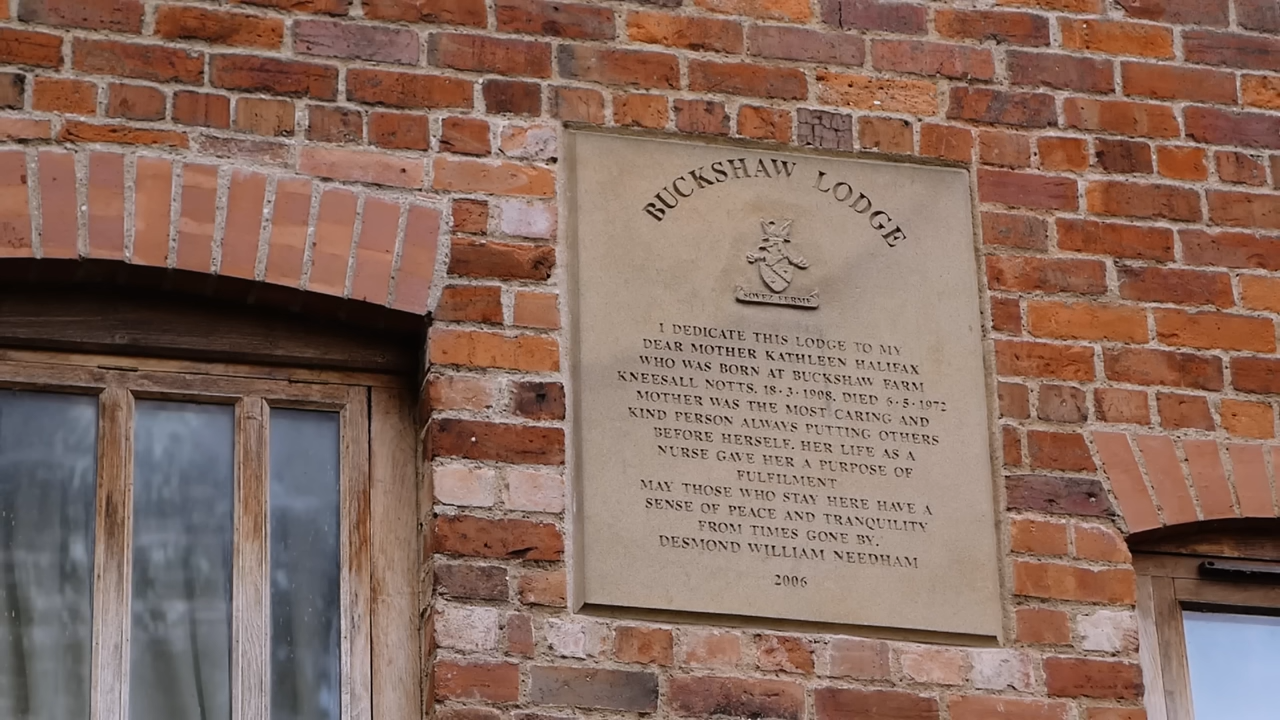 BUCKSHAW LODGE
SOYEZ FERME
I DEDICATE THIS LODGE TO MY
DEAR MOTHER KATHLEEN HALIFAX
WHO WAS BORN AT BUCKSHAW FARM
KNEESALL NOTTS. 18·3·1908. DIED 6·5·1972
MOTHER WAS THE MOST CARING AND
KIND PERSON ALWAYS PUTTING OTHERS
BEFORE HERSELF. HER LIFE AS A
NURSE GAVE HER A PURPOSE OF
FULFILMENT
MAY THOSE WHO STAY HERE HAVE A
SENSE OF PEACE AND TRANQUILITY
FROM TIMES GONE BY.
DESMOND WILLIAM NEEDHAM
2006